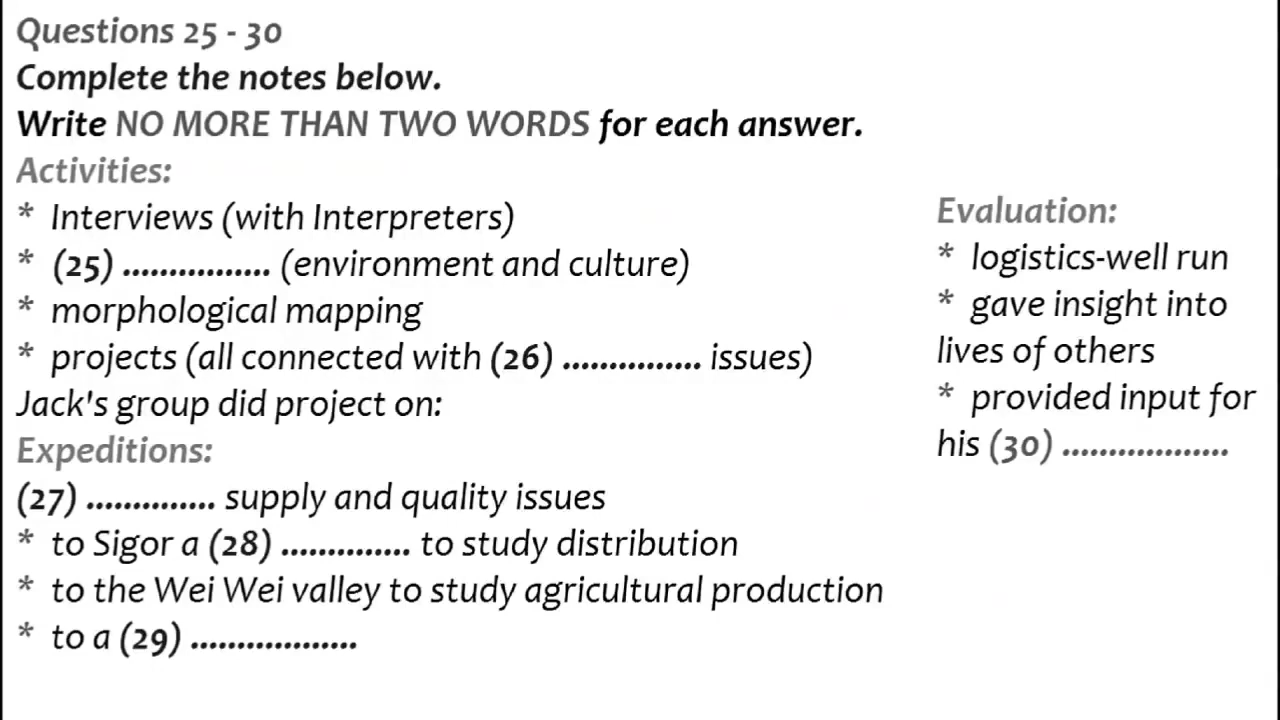 Questions 25 - 30
Complete the notes below.
Write NO MORE THAN TWO WORDS for each answer.
Activities:
* Interviews (with Interpreters)
* (25) ................ (environment and culture)
* morphological mapping
* projects (all connected with (26) ............... issues)
Jack's group did project on:
Expeditions:
(27) .............. supply and quality issues
* to Sigor a (28) .............. to study distribution
* to the Wei Wei valley to study agricultural production
* to a (29) ..................
Evaluation:
* logistics-well run
* gave insight into
lives of others
* provided input for
his (30) ..................